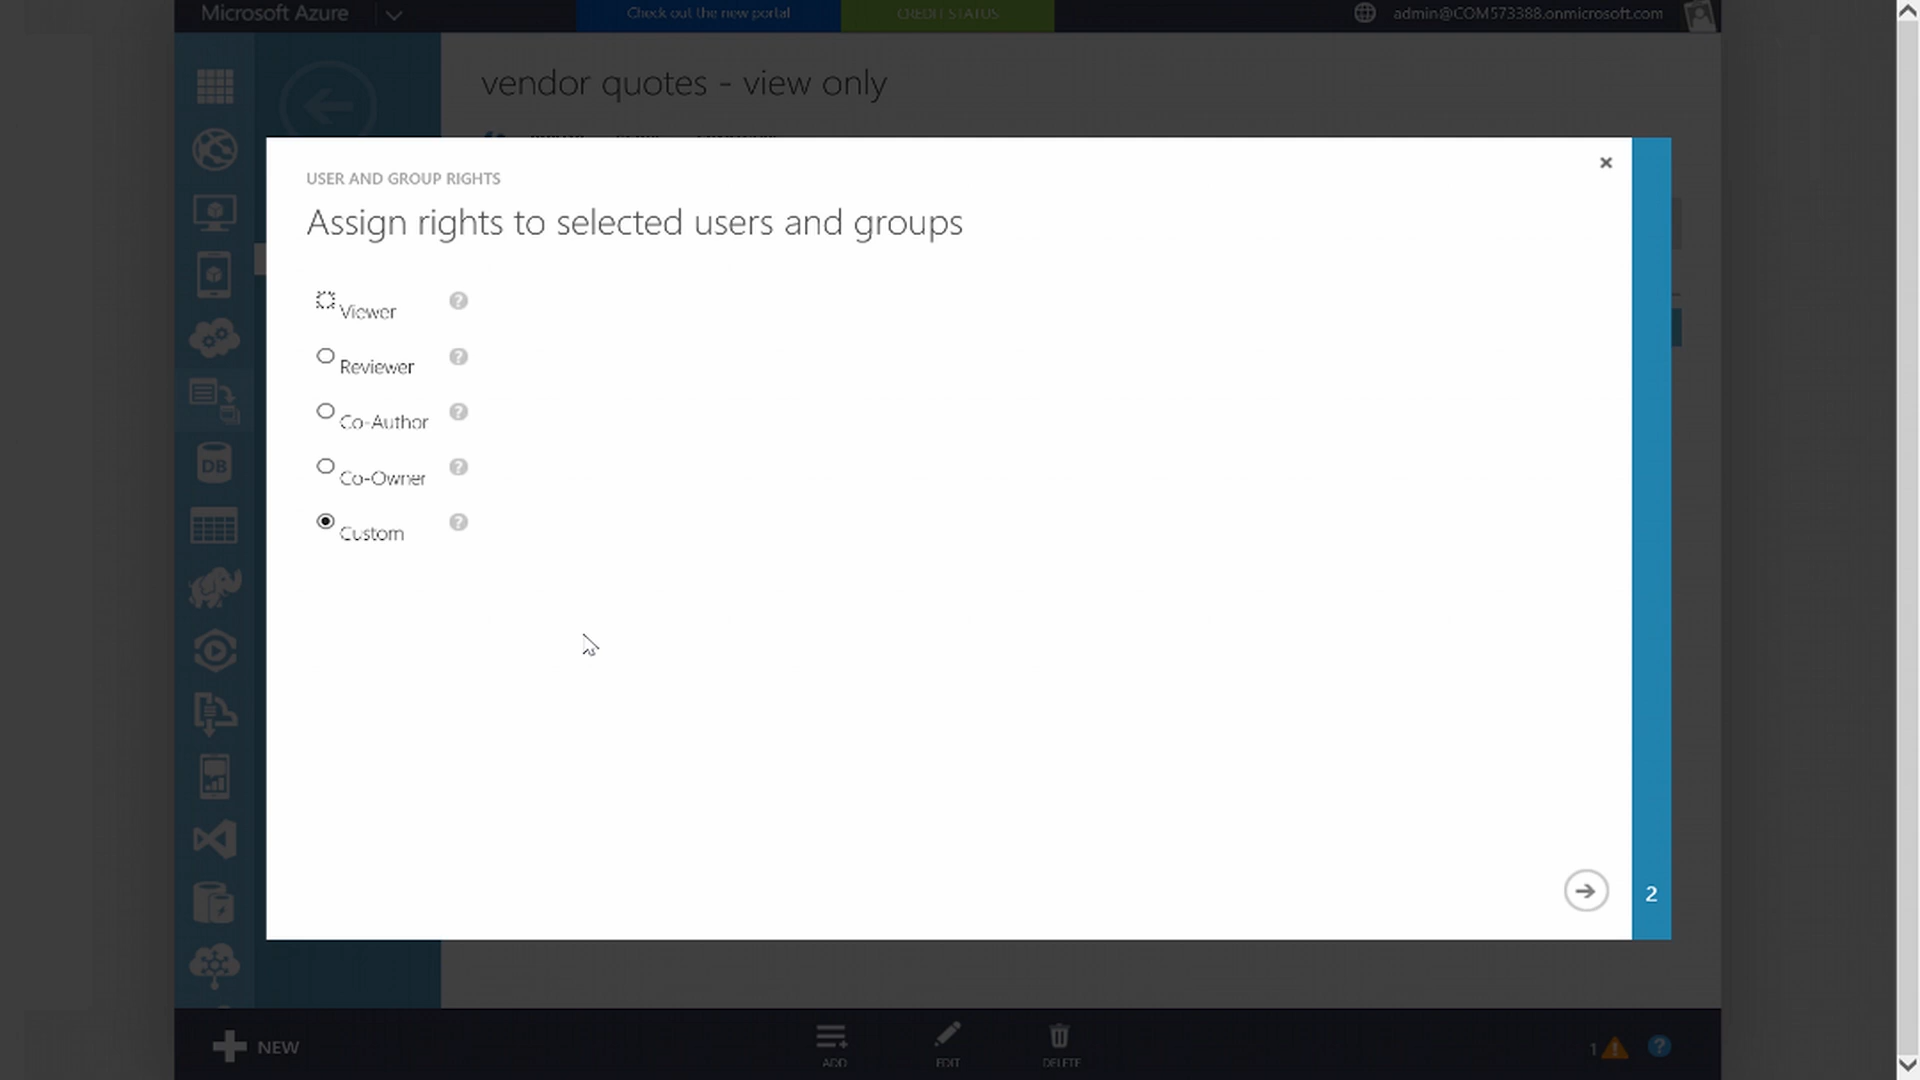 Microsoft Azure
Check out the new portal
CREDIT STATUS
admin@COM573388.onmicrosoft.com
vendor quotes - view only
USER AND GROUP RIGHTS
Assign rights to selected users and groups
Viewer ?
Reviewer ?
Co-Author ?
Co-Owner ?
Custom ?
DB
2
NEW
ADD
EDIT
DELETE
1
?